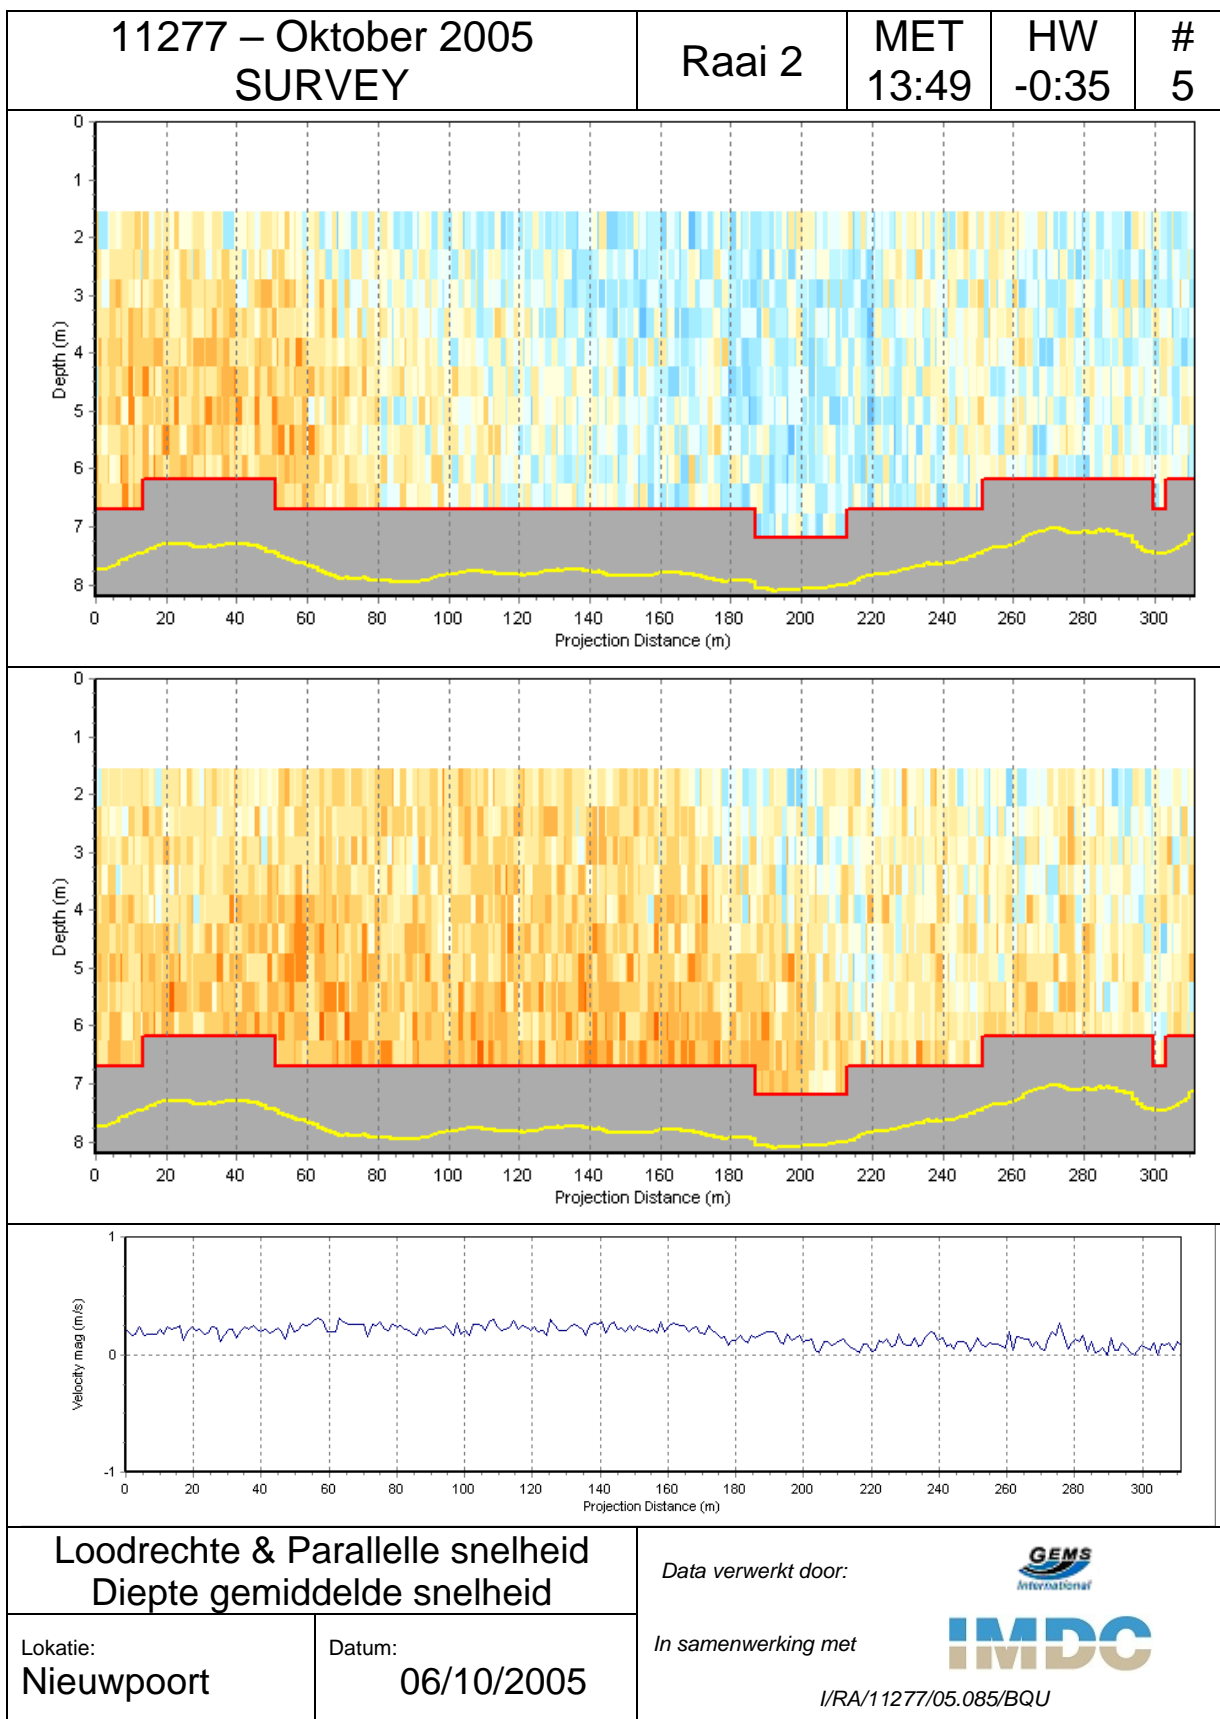 11277 – Oktober 2005
SURVEY
Raai 2
MET
13:49
HW
-0:35
#
5
0
1
2
3
4
5
6
7
8
Depth (m)
0 20 40 60 80 100 120 140 160 180 200 220 240 260 280 300
Projection Distance (m)
0
1
2
3
4
5
6
7
8
Depth (m)
0 20 40 60 80 100 120 140 160 180 200 220 240 260 280 300
Projection Distance (m)
1
0
-1
Velocity mag (m/s)
0 20 40 60 80 100 120 140 160 180 200 220 240 260 280 300
Projection Distance (m)
Loodrechte & Parallelle snelheid
Diepte gemiddelde snelheid
Lokatie:
Nieuwpoort
Datum:
06/10/2005
Data verwerkt door:
GEMS
International
In samenwerking met
IMDC
I/RA/11277/05.085/BQU